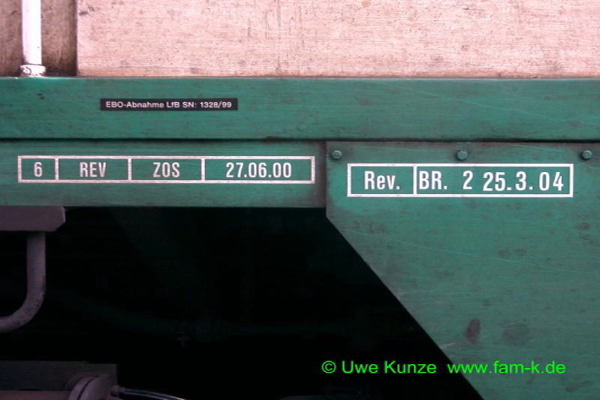 EBO-Abnahme LfB SN: 1328/99
6 REV ZOS 27.06.00
Rev. BR. 2 25.3.04
© Uwe Kunze www.fam-k.de